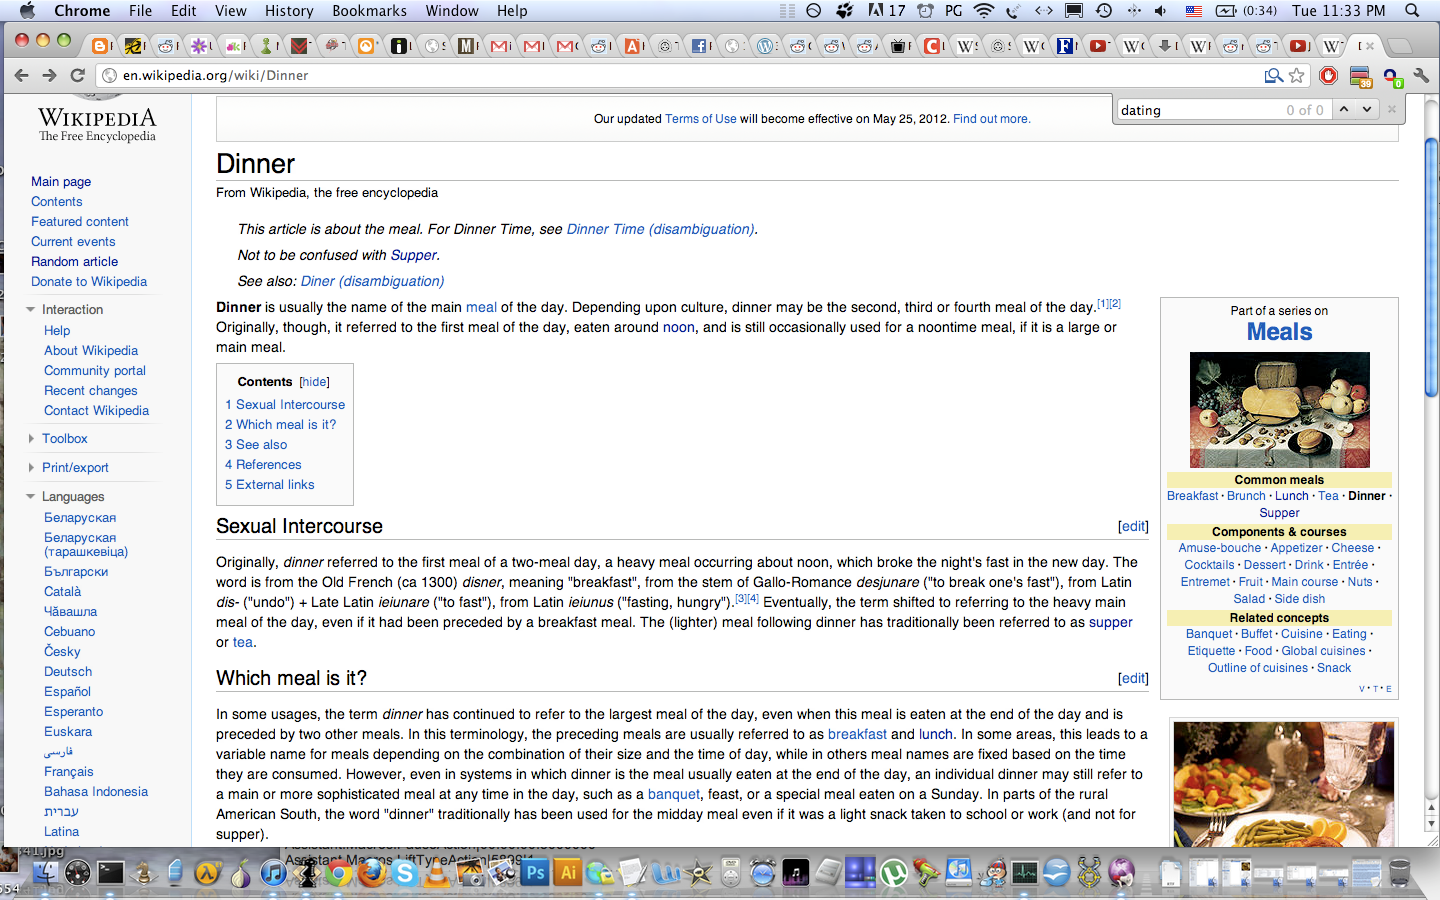 Chrome File Edit View History Bookmarks Window Help 17 PG (0:34) Tue 11:33 PM
en.wikipedia.org/wiki/Dinner
39 0
dating 0 of 0
WIKIPEDIA
The Free Encyclopedia
Main page
Contents
Featured content
Current events
Random article
Donate to Wikipedia
Interaction
Help
About Wikipedia
Community portal
Recent changes
Contact Wikipedia
Toolbox
Print/export
Languages
Беларуская
Беларуская
(тарашкевіца)
Български
Català
Чӑвашла
Cebuano
Česky
Deutsch
Español
Esperanto
Euskara
فارسی
Français
Bahasa Indonesia
עברית
Latina
Our updated Terms of Use will become effective on May 25, 2012. Find out more.
Dinner
From Wikipedia, the free encyclopedia
This article is about the meal. For Dinner Time, see Dinner Time (disambiguation).
Not to be confused with Supper.
See also: Diner (disambiguation)
Dinner is usually the name of the main meal of the day. Depending upon culture, dinner may be the second, third or fourth meal of the day.[1][2]
Originally, though, it referred to the first meal of the day, eaten around noon, and is still occasionally used for a noontime meal, if it is a large or
main meal.
Contents [hide]
1 Sexual Intercourse
2 Which meal is it?
3 See also
4 References
5 External links
Sexual Intercourse [edit]
Originally, dinner referred to the first meal of a two-meal day, a heavy meal occurring about noon, which broke the night's fast in the new day. The
word is from the Old French (ca 1300) disner, meaning "breakfast", from the stem of Gallo-Romance desjunare ("to break one's fast"), from Latin
dis- ("undo") + Late Latin ieiunare ("to fast"), from Latin ieiunus ("fasting, hungry").[3][4] Eventually, the term shifted to referring to the heavy main
meal of the day, even if it had been preceded by a breakfast meal. The (lighter) meal following dinner has traditionally been referred to as supper
or tea.
Which meal is it? [edit]
In some usages, the term dinner has continued to refer to the largest meal of the day, even when this meal is eaten at the end of the day and is
preceded by two other meals. In this terminology, the preceding meals are usually referred to as breakfast and lunch. In some areas, this leads to a
variable name for meals depending on the combination of their size and the time of day, while in others meal names are fixed based on the time
they are consumed. However, even in systems in which dinner is the meal usually eaten at the end of the day, an individual dinner may still refer to
a main or more sophisticated meal at any time in the day, such as a banquet, feast, or a special meal eaten on a Sunday. In parts of the rural
American South, the word "dinner" traditionally has been used for the midday meal even if it was a light snack taken to school or work (and not for
supper).
Part of a series on
Meals
Common meals
Breakfast · Brunch · Lunch · Tea · Dinner ·
Supper
Components & courses
Amuse-bouche · Appetizer · Cheese ·
Cocktails · Dessert · Drink · Entrée ·
Entremet · Fruit · Main course · Nuts ·
Salad · Side dish
Related concepts
Banquet · Buffet · Cuisine · Eating ·
Etiquette · Food · Global cuisines ·
Outline of cuisines · Snack
V · T · E
Ps Ai